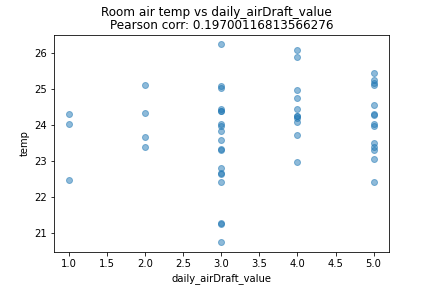 Room air temp vs daily_airDraft_value
Pearson corr: 0.19700116813566276
26
25
24
23
22
21
temp
1.0 1.5 2.0 2.5 3.0 3.5 4.0 4.5 5.0
daily_airDraft_value